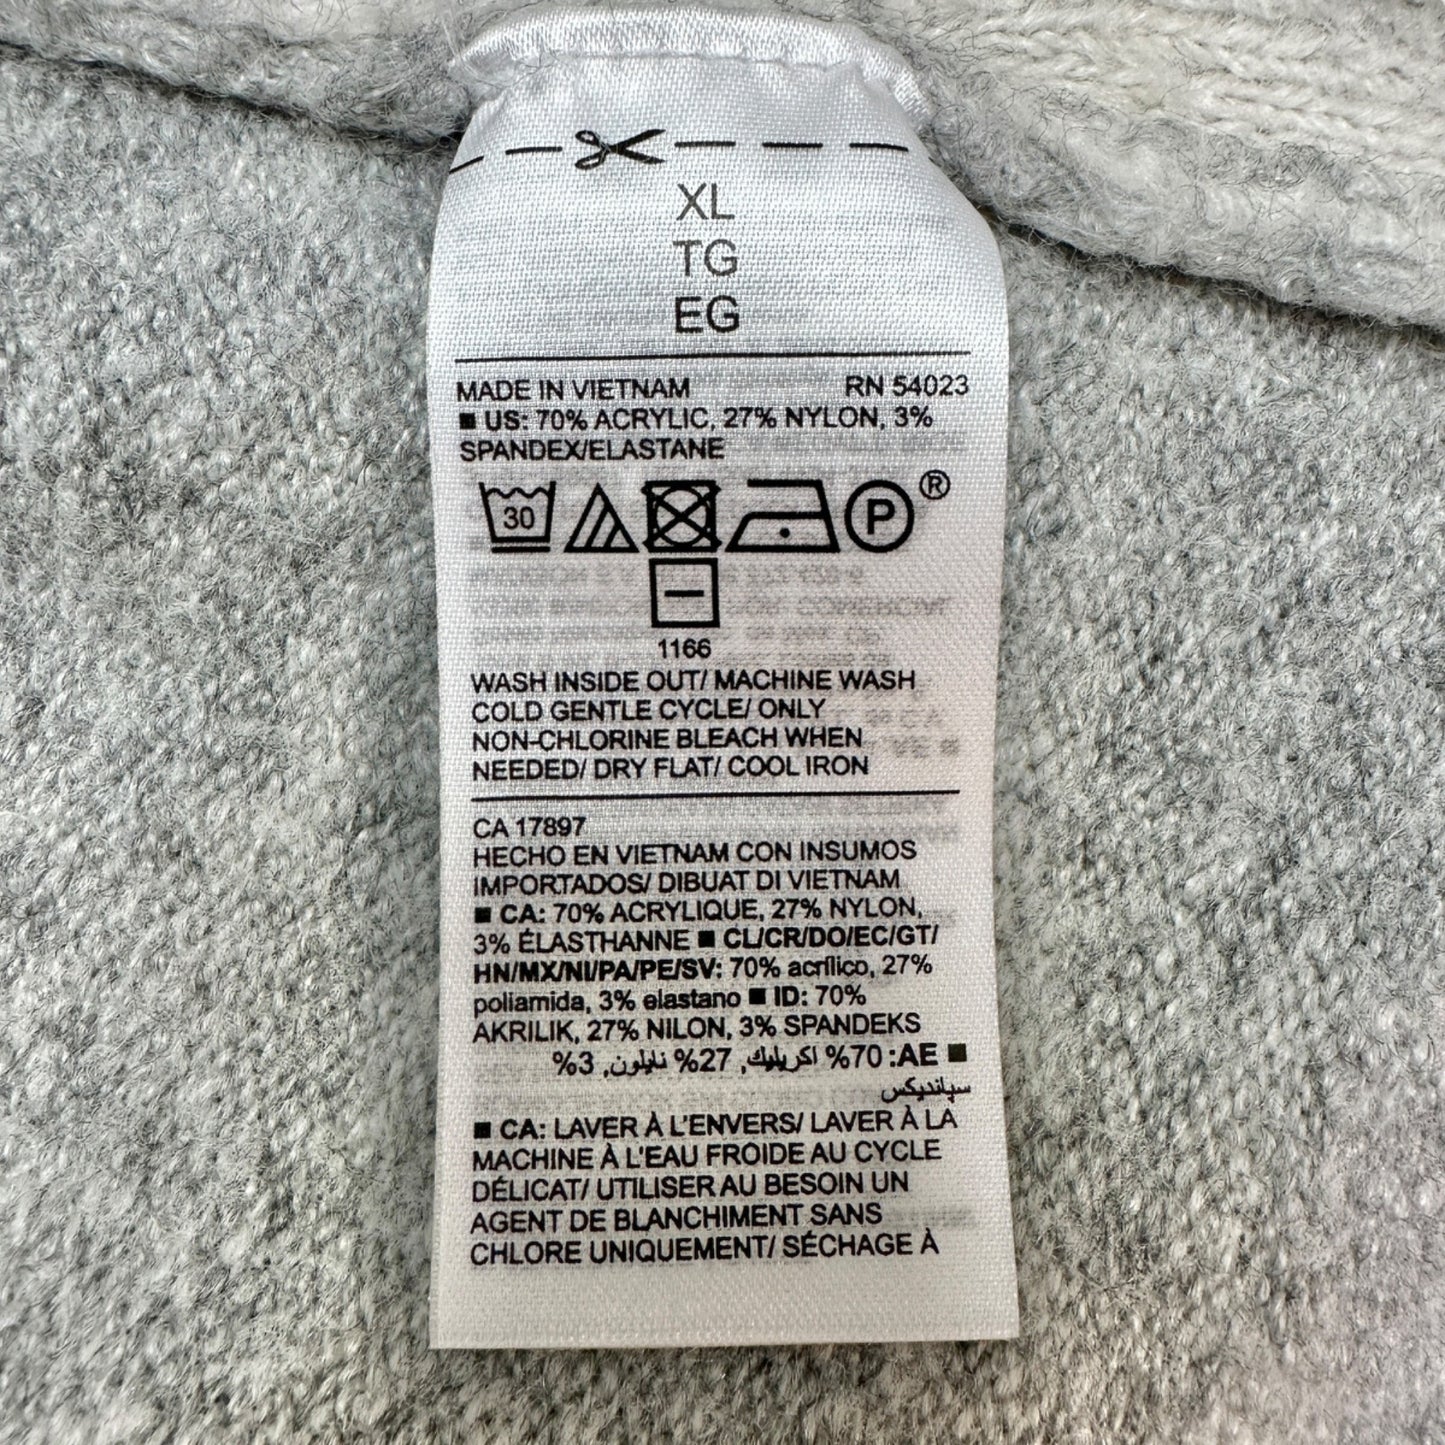 XL
TG
EG
MADE IN VIETNAM RN 54023
■ US: 70% ACRYLIC, 27% NYLON, 3%
SPANDEX/ELASTANE
30 P ®
1166
WASH INSIDE OUT/ MACHINE WASH
COLD GENTLE CYCLE/ ONLY
NON-CHLORINE BLEACH WHEN
NEEDED/ DRY FLAT/ COOL IRON
CA 17897
HECHO EN VIETNAM CON INSUMOS
IMPORTADOS/ DIBUAT DI VIETNAM
■ CA: 70% ACRYLIQUE, 27% NYLON,
3% ÉLASTHANNE ■ CL/CR/DO/EC/GT/
HN/MX/NI/PA/PE/SV: 70% acrílico, 27%
poliamida, 3% elastano ■ ID: 70%
AKRILIK, 27% NILON, 3% SPANDEKS
■ AE: 70% اكريليك, 27% نايلون, 3%
سپانديكس
■ CA: LAVER À L'ENVERS/ LAVER À LA
MACHINE À L'EAU FROIDE AU CYCLE
DÉLICAT/ UTILISER AU BESOIN UN
AGENT DE BLANCHIMENT SANS
CHLORE UNIQUEMENT/ SÉCHAGE À